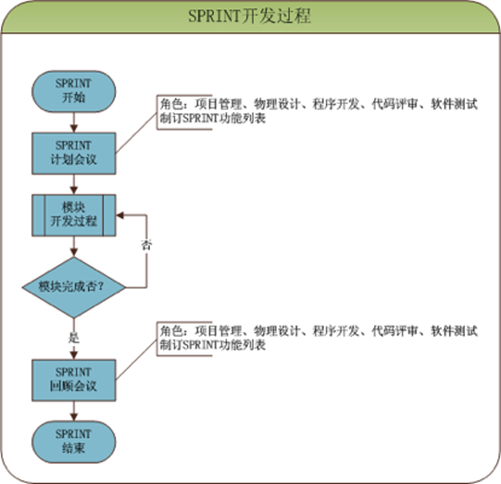 SPRINT开发过程
SPRINT
开始
角色：项目管理、物理设计、程序开发、代码评审、软件测试
制订SPRINT功能列表
SPRINT
计划会议
模块
开发过程
否
模块完成否？
是
角色：项目管理、物理设计、程序开发、代码评审、软件测试
制订SPRINT功能列表
SPRINT
回顾会议
SPRINT
结束